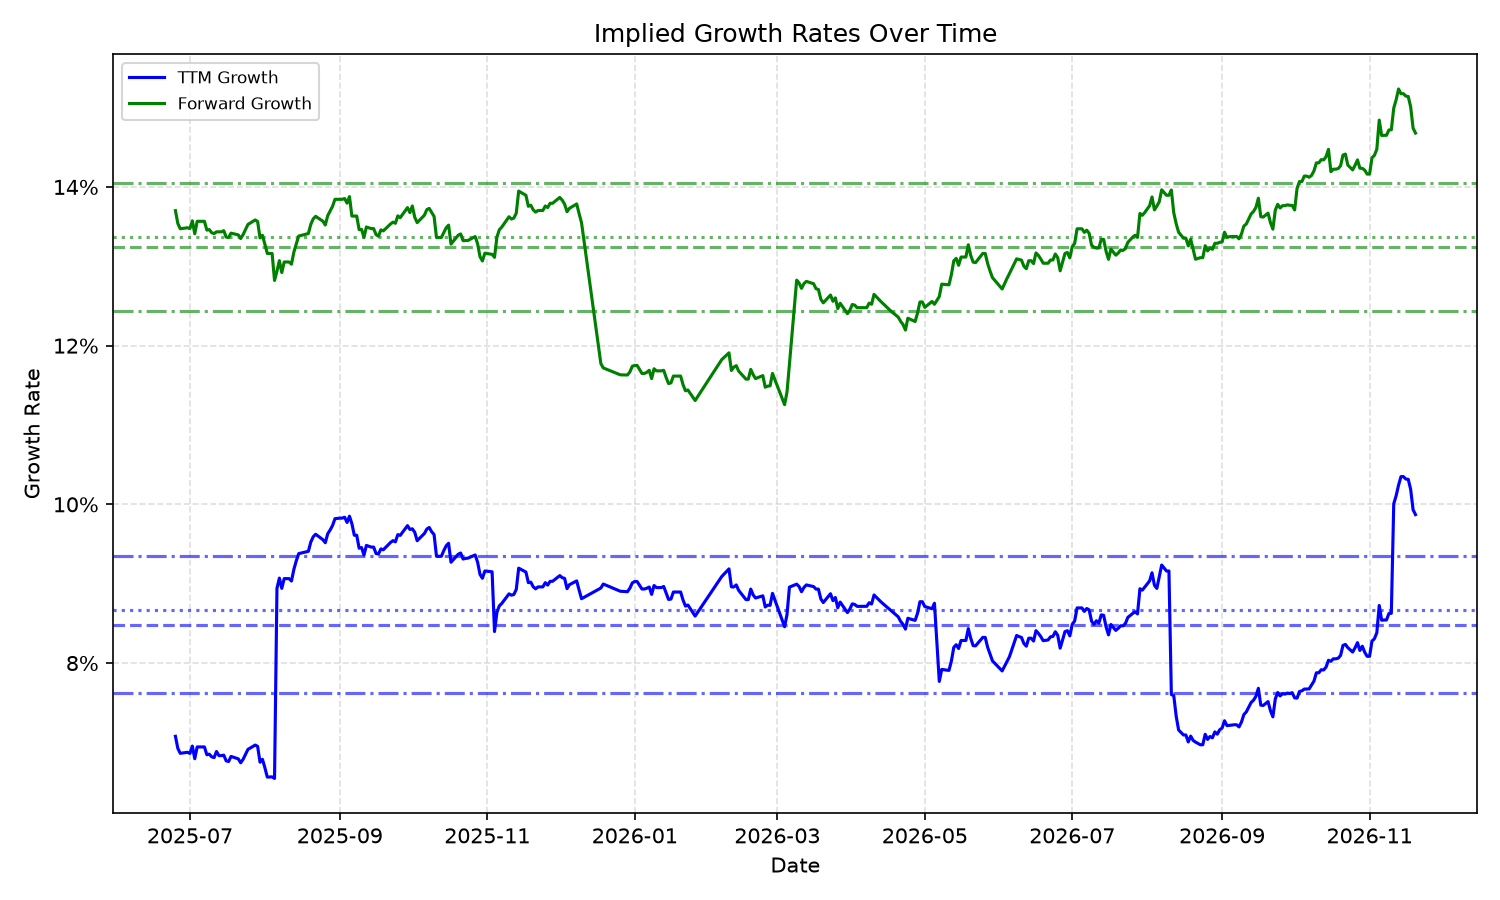 Implied Growth Rates Over Time
TTM Growth
Forward Growth
14%
12%
10%
8%
Growth Rate
2025-07
2025-09
2025-11
2026-01
2026-03
2026-05
2026-07
2026-09
2026-11
Date